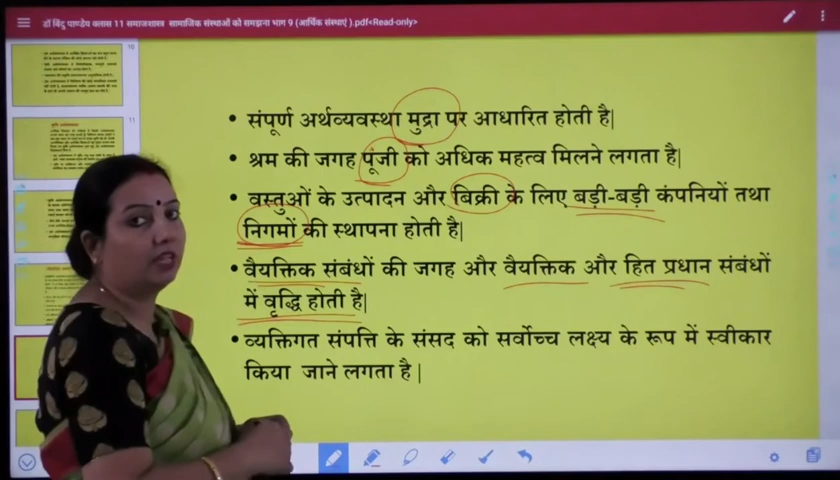 डॉ बिंदु पाण्डेय क्लास 11 समाजशास्त्र सामाजिक संस्थाओं को समझना भाग 9 (आर्थिक संस्थाएं ).pdf<Read-only>
10
11
• संपूर्ण अर्थव्यवस्था मुद्रा पर आधारित होती है|
• श्रम की जगह पूंजी को अधिक महत्व मिलने लगता है|
• वस्तुओं के उत्पादन और बिक्री के लिए बड़ी-बड़ी कंपनियों तथा
निगमों की स्थापना होती है|
• वैयक्तिक संबंधों की जगह और वैयक्तिक और हित प्रधान संबंधों
में वृद्धि होती है|
• व्यक्तिगत संपत्ति के संसद को सर्वोच्च लक्ष्य के रूप में स्वीकार
किया जाने लगता है |